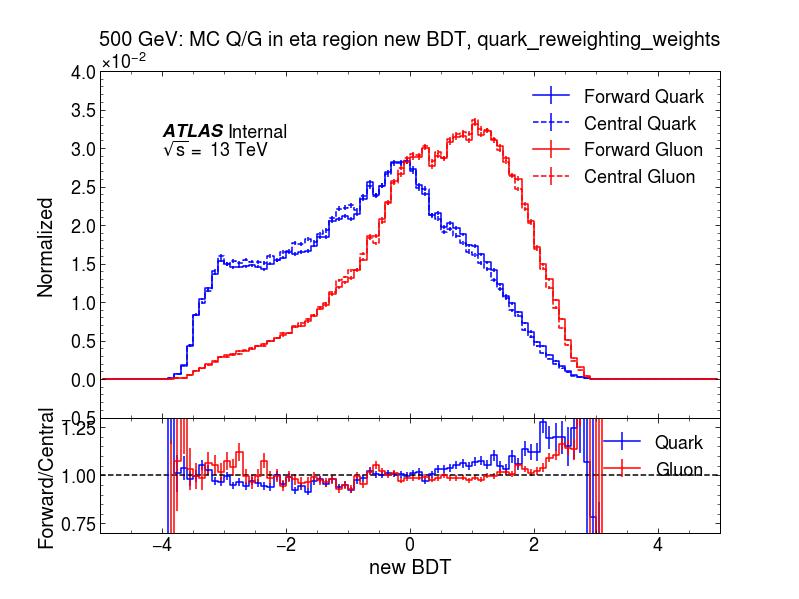 500 GeV: MC Q/G in eta region new BDT, quark_reweighting_weights
×10⁻²
4.0
3.5
3.0
2.5
2.0
1.5
1.0
0.5
0.0
−0.5
Normalized
ATLAS Internal
√s = 13 TeV
Forward Quark
Central Quark
Forward Gluon
Central Gluon
1.25
1.00
0.75
Forward/Central
Quark
Gluon
−4 −2 0 2 4
new BDT